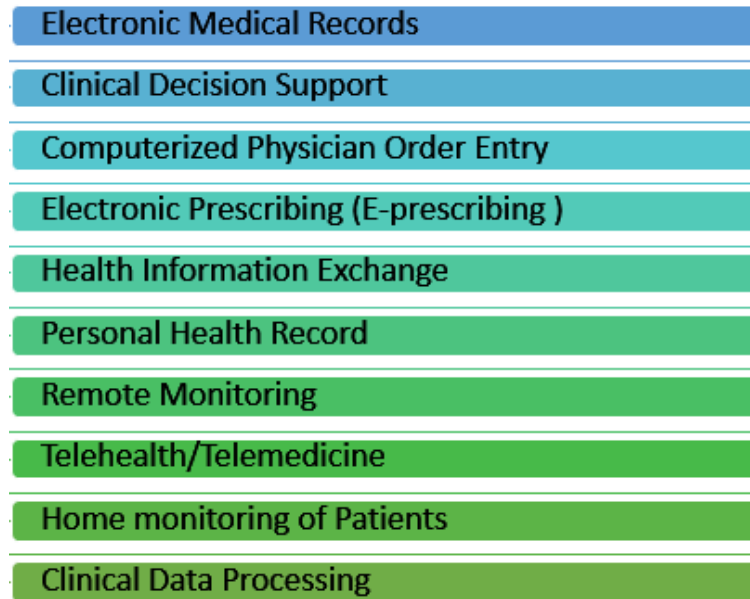 Electronic Medical Records
Clinical Decision Support
Computerized Physician Order Entry
Electronic Prescribing (E-prescribing )
Health Information Exchange
Personal Health Record
Remote Monitoring
Telehealth/Telemedicine
Home monitoring of Patients
Clinical Data Processing